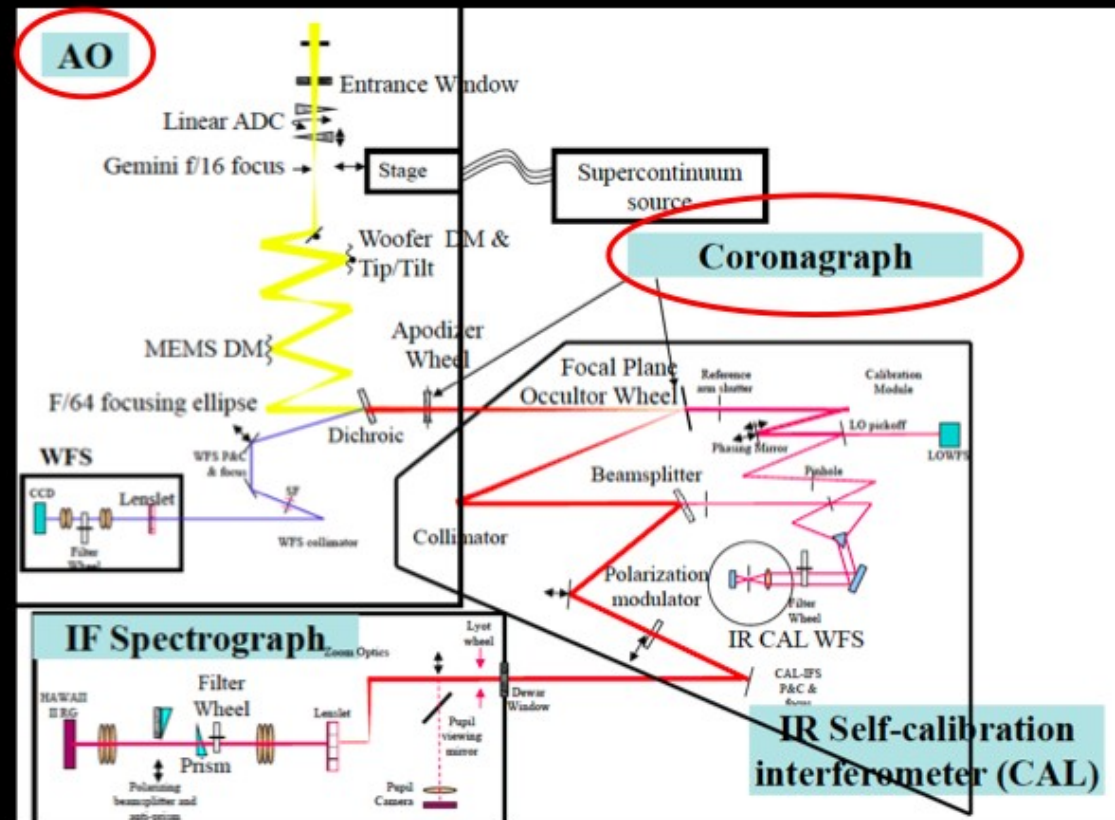 AO
Entrance Window
Linear ADC
Gemini f/16 focus
Stage
Supercontinuum
source
Woofer DM &
Tip/Tilt
Coronagraph
MEMS DM
Apodizer
Wheel
F/64 focusing ellipse
Dichroic
Focal Plane
Occultor Wheel
Reference
arm shutter
Calibration
Module
Phasing Mirror
LO pickoff
LOWFS
WFS
WFS P&C
& focus
CCD
Lenslet
SF
Filter
Wheel
WFS collimator
Collimator
Beamsplitter
Pinhole
Polarization
modulator
Filter
Wheel
IR CAL WFS
CAL-IFS
P&C &
focus
IF Spectrograph
Zoom Optics
Lyot
wheel
HAWAII
II RG
Filter
Wheel
Lenslet
Dewar
Window
Prism
Pupil
viewing
mirror
Polarizing
beamsplitter and
anti-prism
Pupil
Camera
IR Self-calibration
interferometer (CAL)